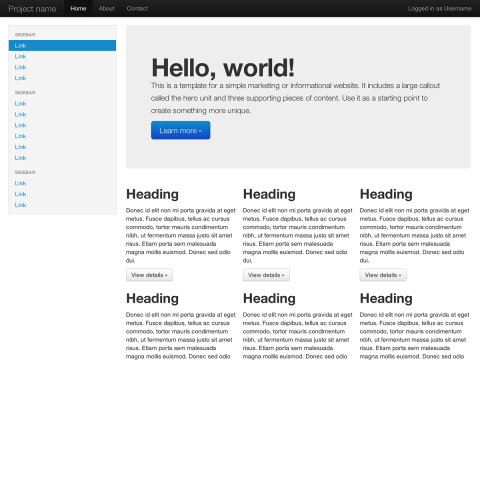 Project name
Home
About
Contact
Logged in as Username
SIDEBAR
Link
Link
Link
Link
SIDEBAR
Link
Link
Link
Link
Link
Link
SIDEBAR
Link
Link
Link
Hello, world!
This is a template for a simple marketing or informational website. It includes a large callout
called the hero unit and three supporting pieces of content. Use it as a starting point to
create something more unique.
Learn more »
Heading
Donec id elit non mi porta gravida at eget
metus. Fusce dapibus, tellus ac cursus
commodo, tortor mauris condimentum
nibh, ut fermentum massa justo sit amet
risus. Etiam porta sem malesuada
magna mollis euismod. Donec sed odio
dui.
View details »
Heading
Donec id elit non mi porta gravida at eget
metus. Fusce dapibus, tellus ac cursus
commodo, tortor mauris condimentum
nibh, ut fermentum massa justo sit amet
risus. Etiam porta sem malesuada
magna mollis euismod. Donec sed odio
dui.
View details »
Heading
Donec id elit non mi porta gravida at eget
metus. Fusce dapibus, tellus ac cursus
commodo, tortor mauris condimentum
nibh, ut fermentum massa justo sit amet
risus. Etiam porta sem malesuada
magna mollis euismod. Donec sed odio
dui.
View details »
Heading
Donec id elit non mi porta gravida at eget
metus. Fusce dapibus, tellus ac cursus
commodo, tortor mauris condimentum
nibh, ut fermentum massa justo sit amet
risus. Etiam porta sem malesuada
magna mollis euismod. Donec sed odio
Heading
Donec id elit non mi porta gravida at eget
metus. Fusce dapibus, tellus ac cursus
commodo, tortor mauris condimentum
nibh, ut fermentum massa justo sit amet
risus. Etiam porta sem malesuada
magna mollis euismod. Donec sed odio
Heading
Donec id elit non mi porta gravida at eget
metus. Fusce dapibus, tellus ac cursus
commodo, tortor mauris condimentum
nibh, ut fermentum massa justo sit amet
risus. Etiam porta sem malesuada
magna mollis euismod. Donec sed odio